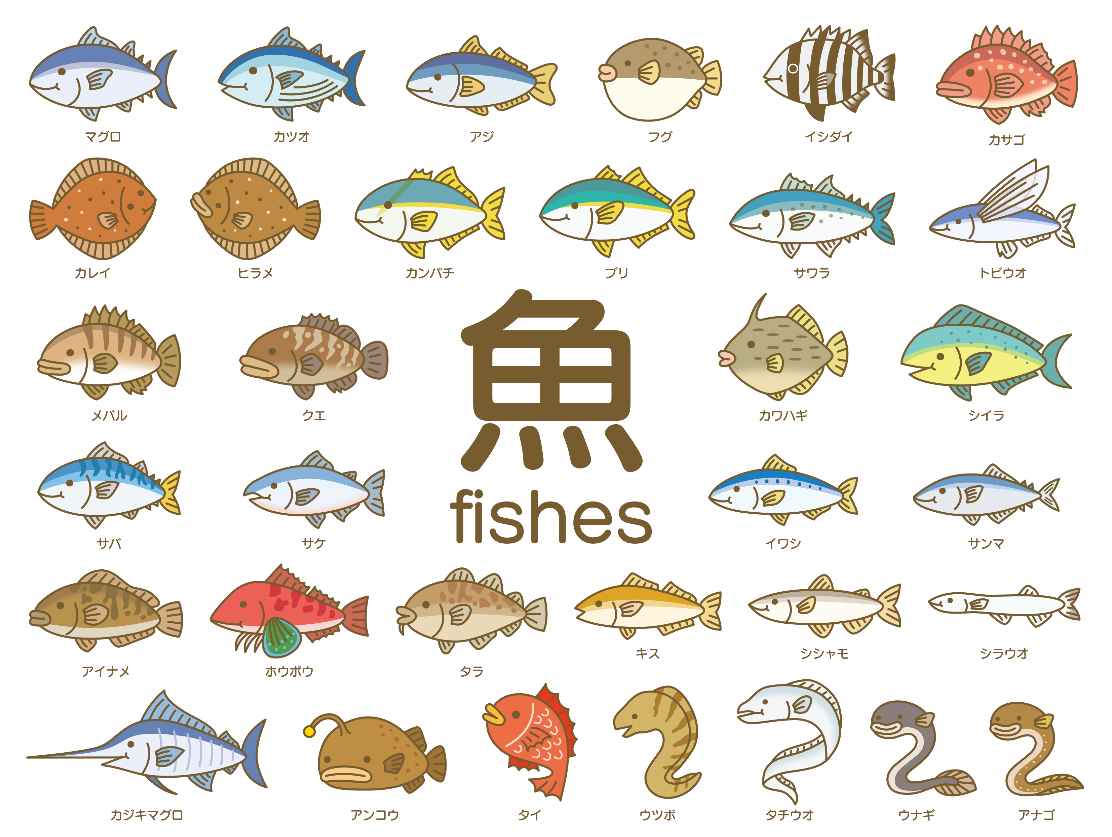 マグロ
カツオ
アジ
フグ
イシダイ
カサゴ
カレイ
ヒラメ
カンパチ
ブリ
サワラ
トビウオ
メバル
クエ
魚
fishes
カワハギ
シイラ
サバ
サケ
イワシ
サンマ
アイナメ
ホウボウ
タラ
キス
シシャモ
シラウオ
カジキマグロ
アンコウ
タイ
ウツボ
タチウオ
ウナギ
アナゴ